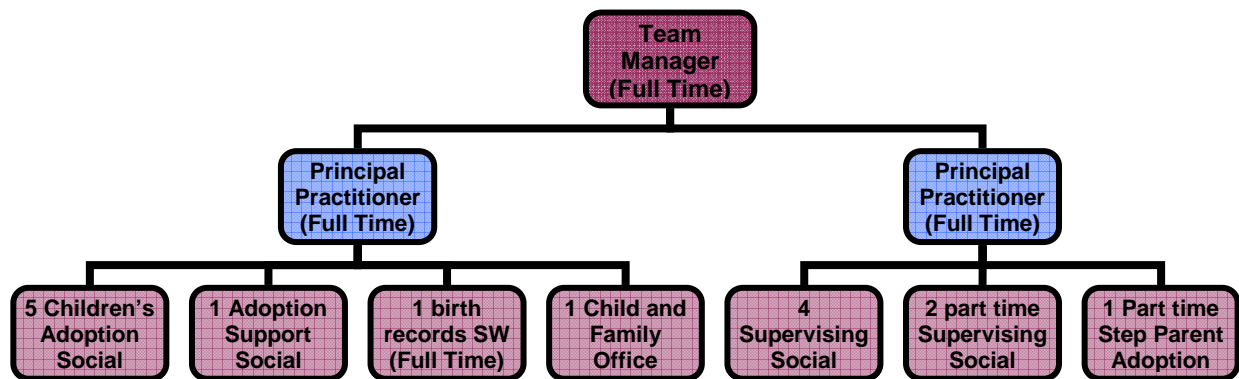 Team
Manager
(Full Time)
Principal
Practitioner
(Full Time)
Principal
Practitioner
(Full Time)
5 Children’s
Adoption
Social
1 Adoption
Support
Social
1 birth
records SW
(Full Time)
1 Child and
Family
Office
4
Supervising
Social
2 part time
Supervising
Social
1 Part time
Step Parent
Adoption